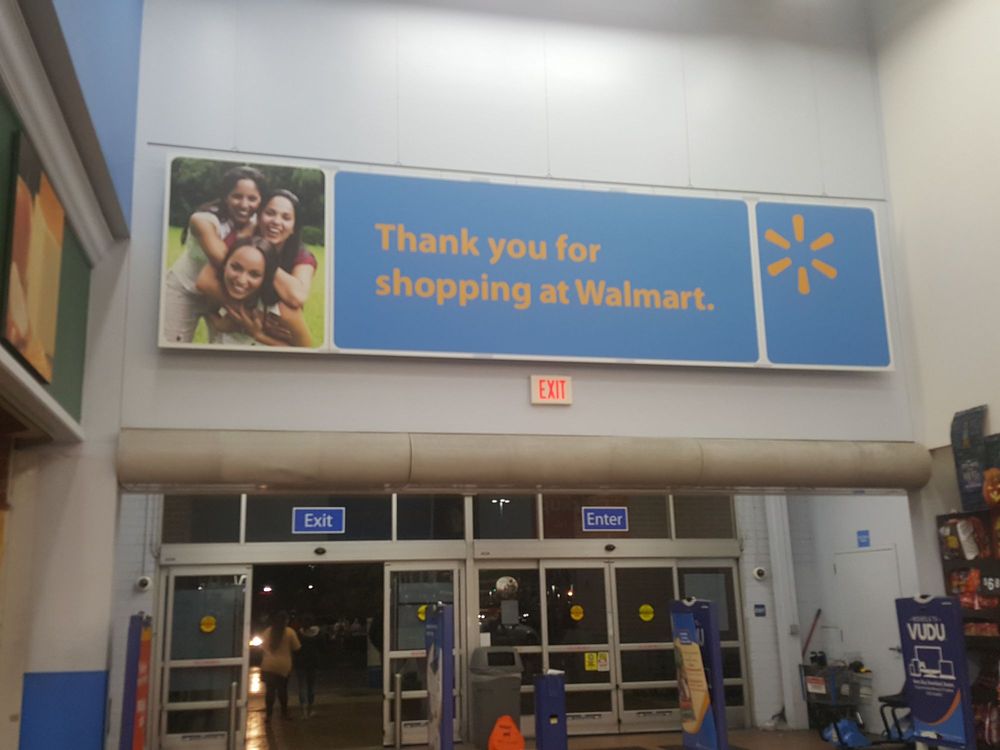 Thank you for
shopping at Walmart.
EXIT
Exit
Enter
VUDU